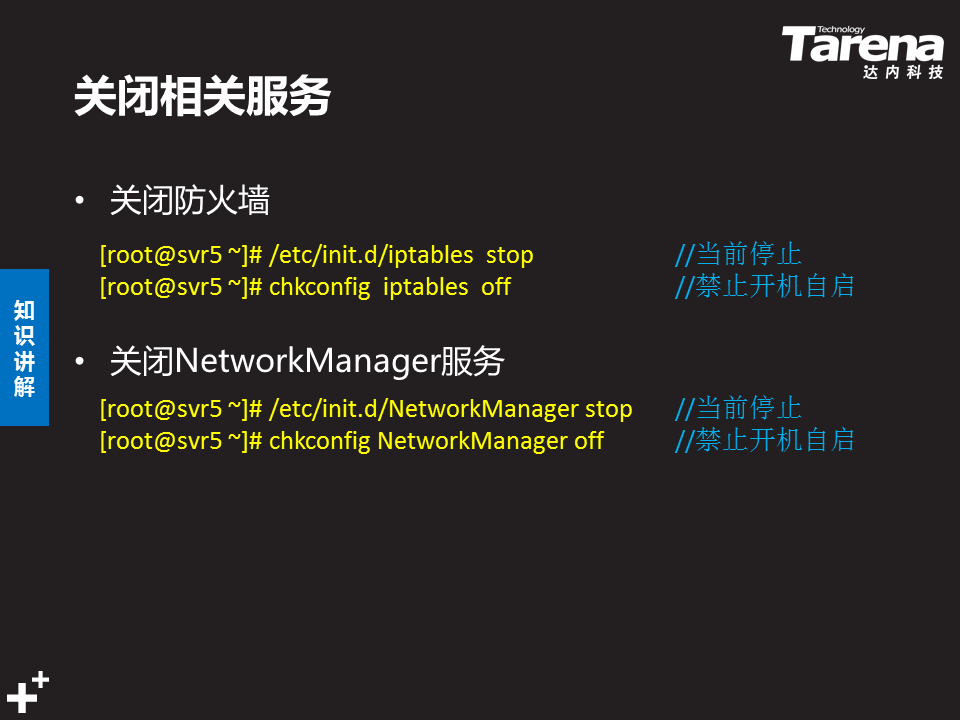 Technology
Tarena
达内科技
关闭相关服务
• 关闭防火墙
[root@svr5 ~]# /etc/init.d/iptables  stop //当前停止
[root@svr5 ~]# chkconfig  iptables  off //禁止开机自启
知识讲解
• 关闭NetworkManager服务
[root@svr5 ~]# /etc/init.d/NetworkManager stop //当前停止
[root@svr5 ~]# chkconfig NetworkManager off //禁止开机自启